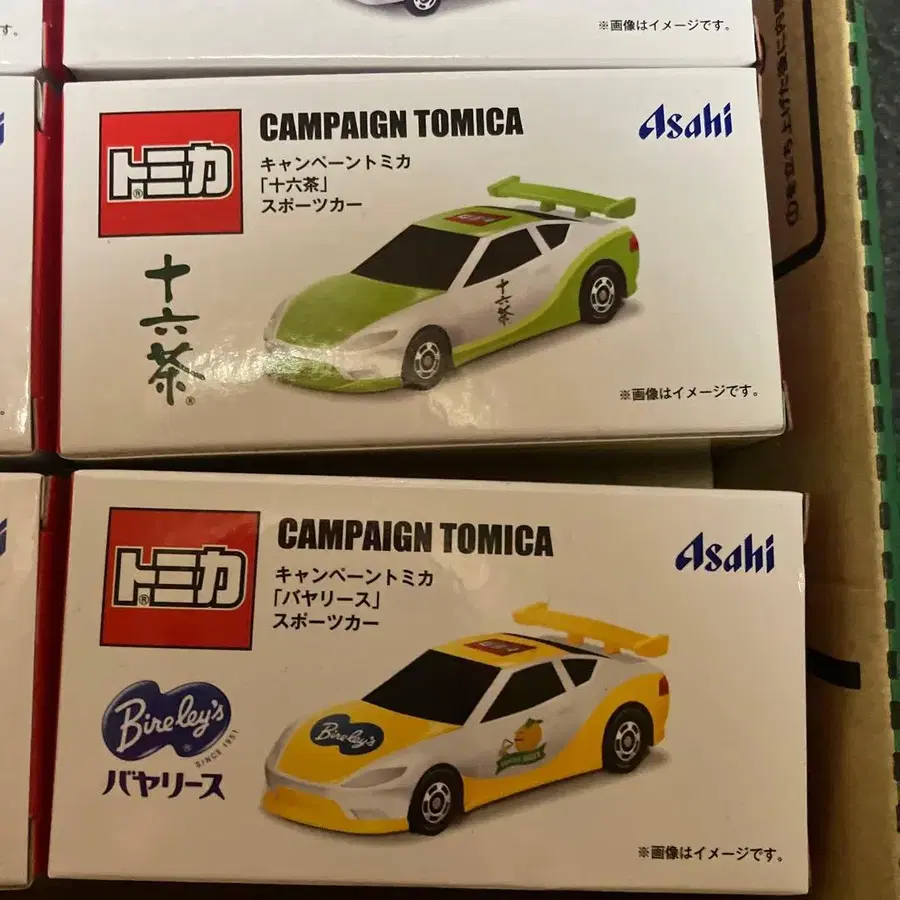 ※画像はイメージです。
す。
CAMPAIGN TOMICA
Asahi
トミカ®
キャンペーントミカ
「十六茶」
スポーツカー
十六茶®
十六茶
※画像はイメージです。
CAMPAIGN TOMICA
Asahi
トミカ®
キャンペーントミカ
「バヤリース」
スポーツカー
Bireley's®
SINCE 1951
バヤリース
Bireley's
※画像はイメージです。